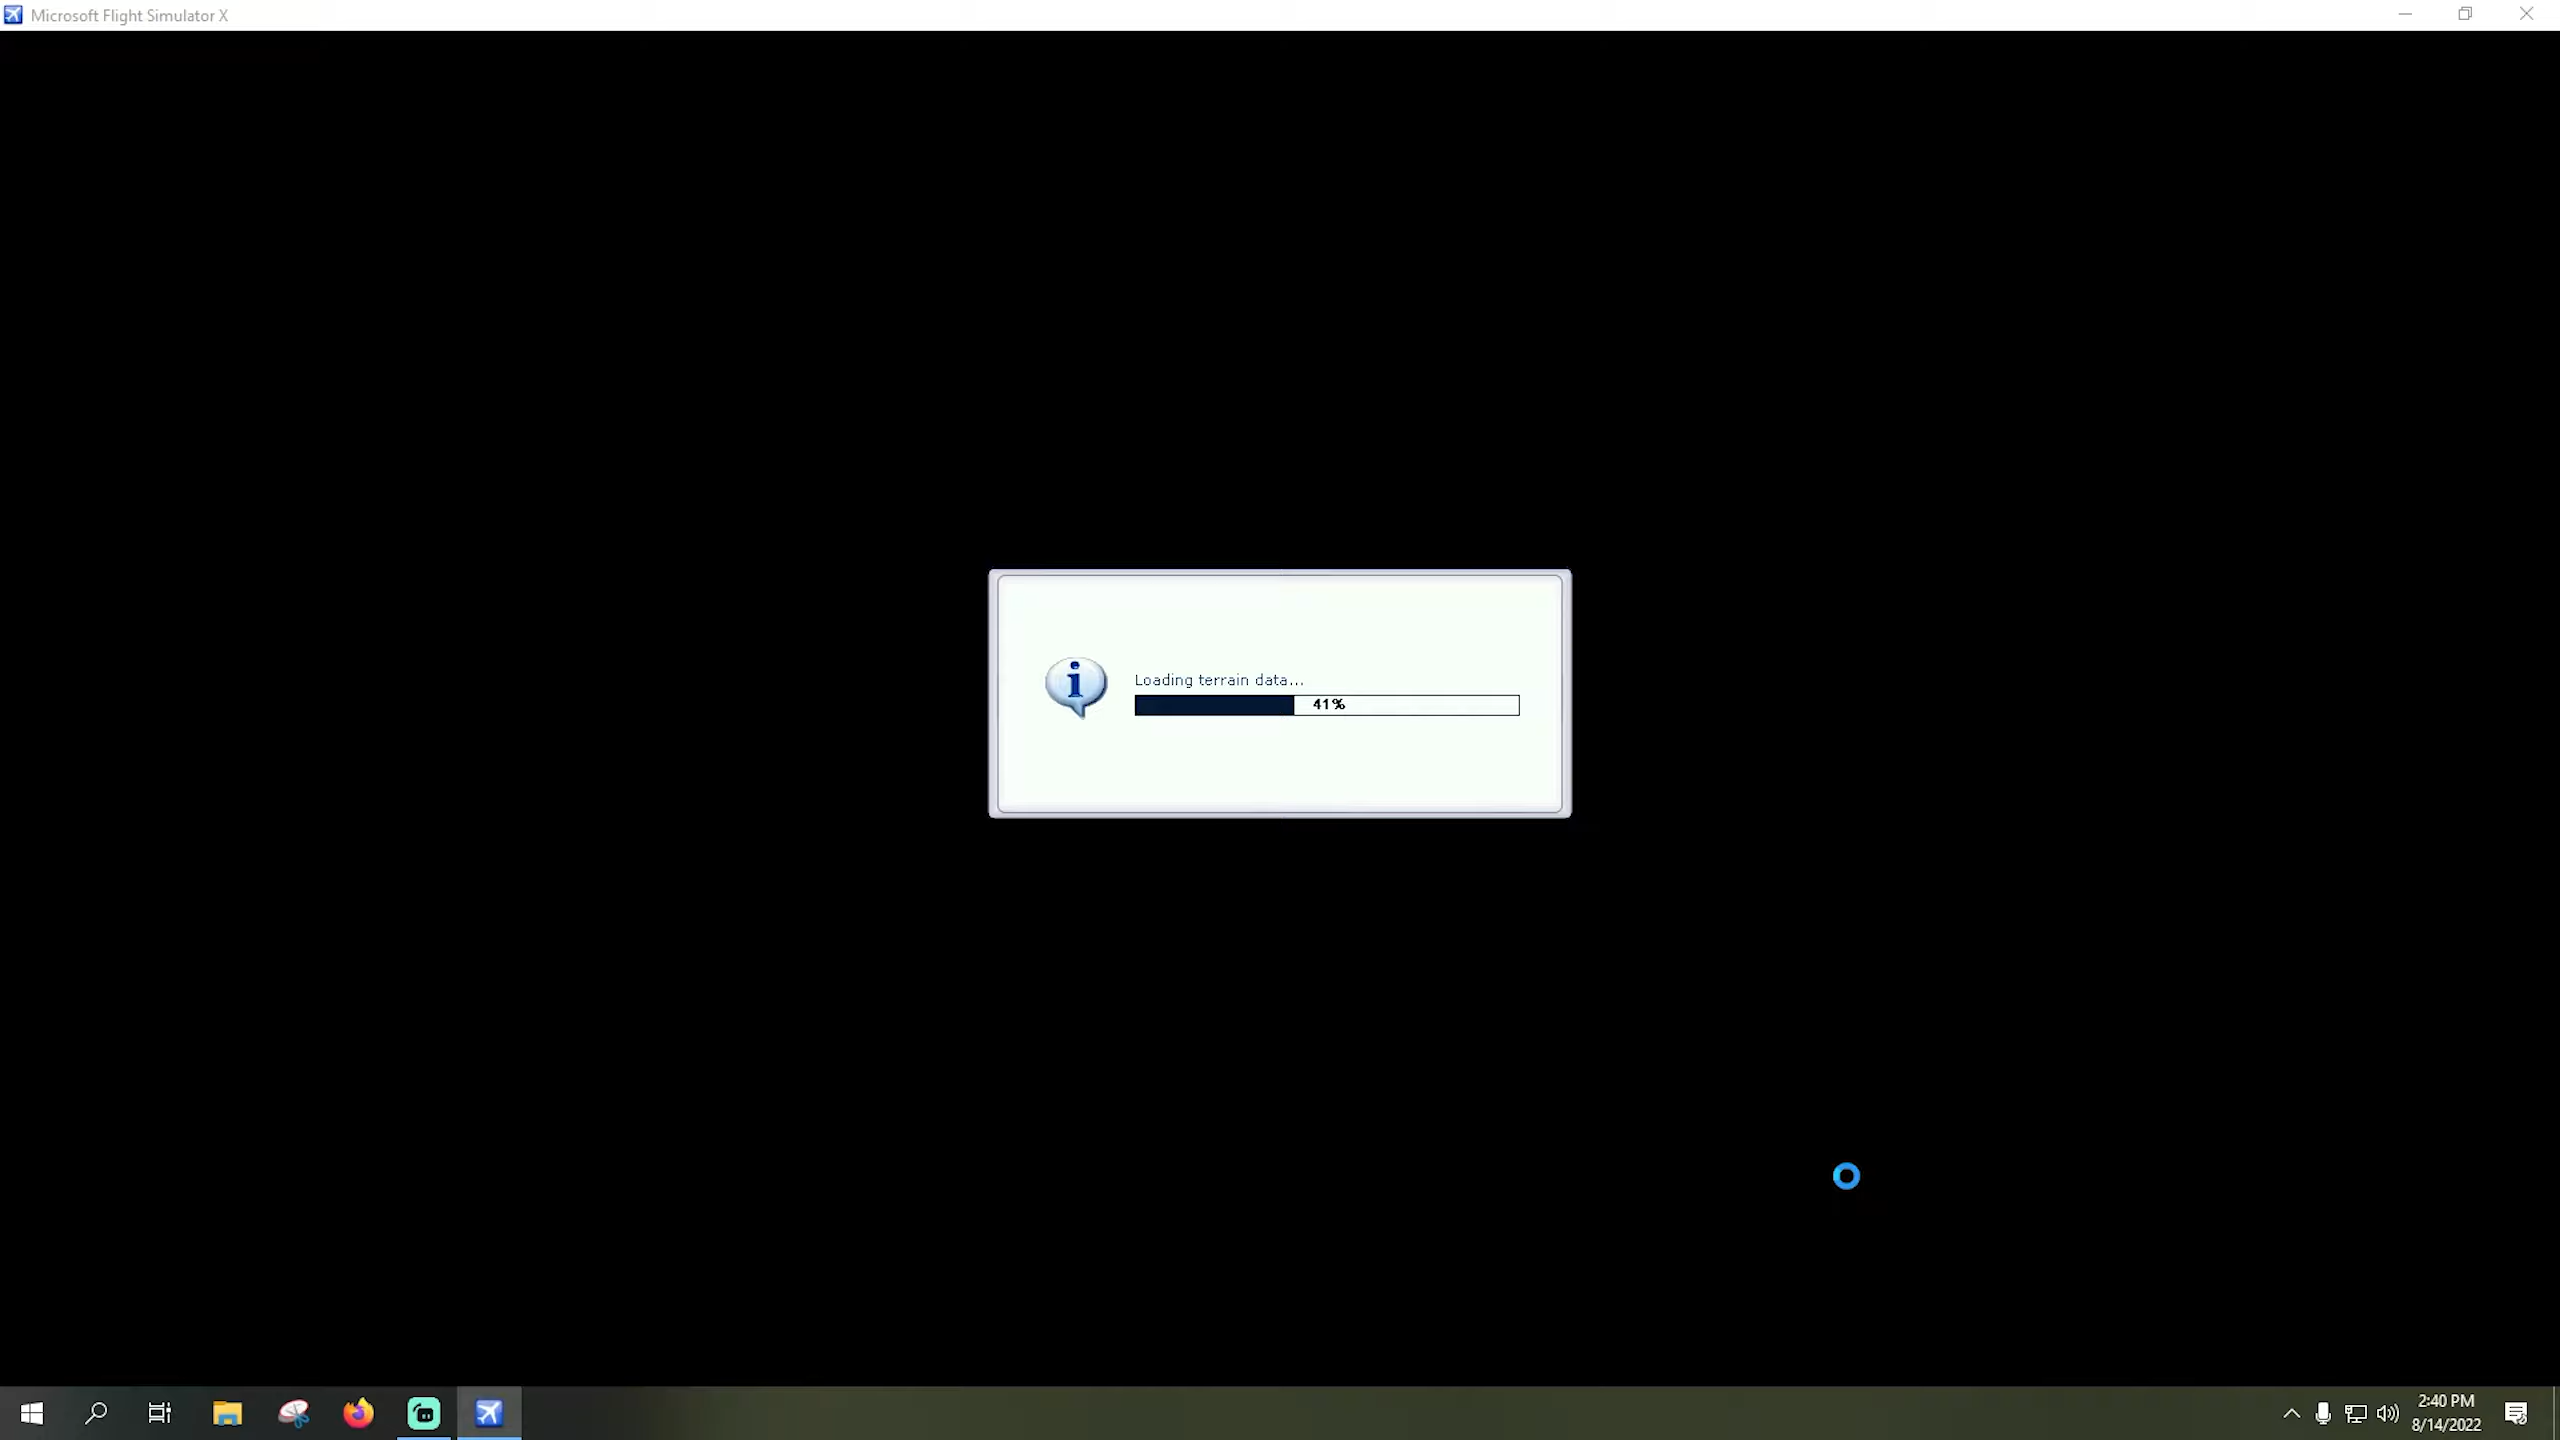 Microsoft Flight Simulator X
Loading terrain data...
41%
2:40 PM
8/14/2022